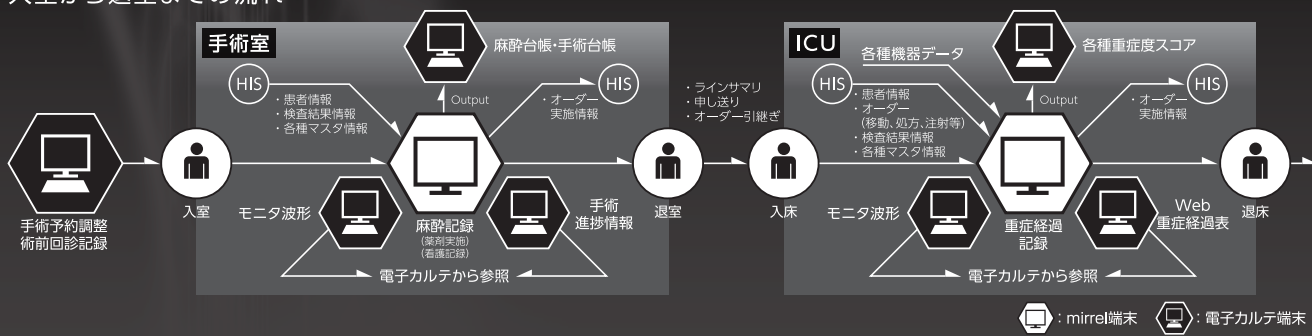 入室から退室までの流れ
手術予約調整
術前回診記録
手術室
HIS
・患者情報
・検査結果情報
・各種マスタ情報
麻酔台帳・手術台帳
Output
・オーダー
実施情報
HIS
入室
モニタ波形
麻酔記録
(薬剤実施)
(看護記録)
手術
進捗情報
電子カルテから参照
退室
・ラインサマリ
・申し送り
・オーダー引継ぎ
入床
ICU
各種機器データ
HIS
・患者情報
・オーダー
(移動、処方、注射等)
・検査結果情報
・各種マスタ情報
各種重症度スコア
Output
・オーダー
実施情報
HIS
モニタ波形
重症経過
記録
Web
重症経過表
電子カルテから参照
退床
：mirrel端末
：電子カルテ端末